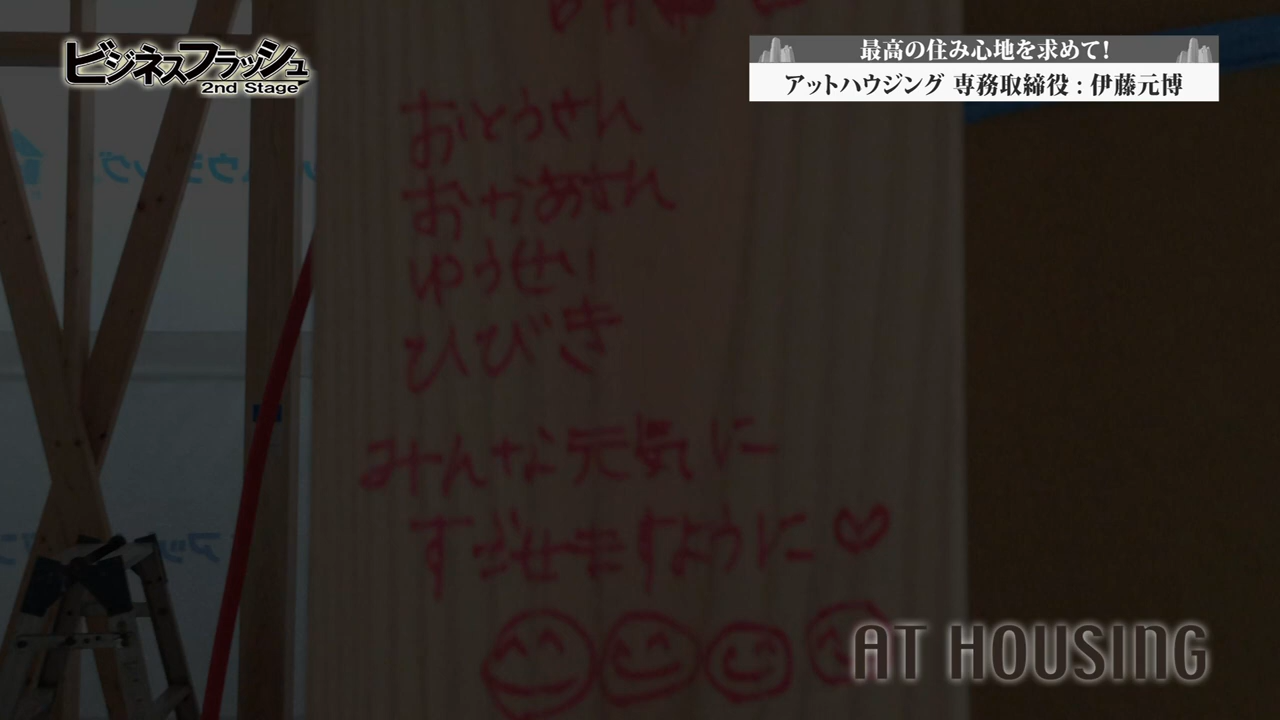 ビジネスフラッシュ
2nd Stage
最高の住み心地を求めて!
アットハウジング 専務取締役：伊藤元博
おとうさん
おかあさん
ゆうせい
ひびき
みんな元気に
すごせますように♡
AT HOUSING